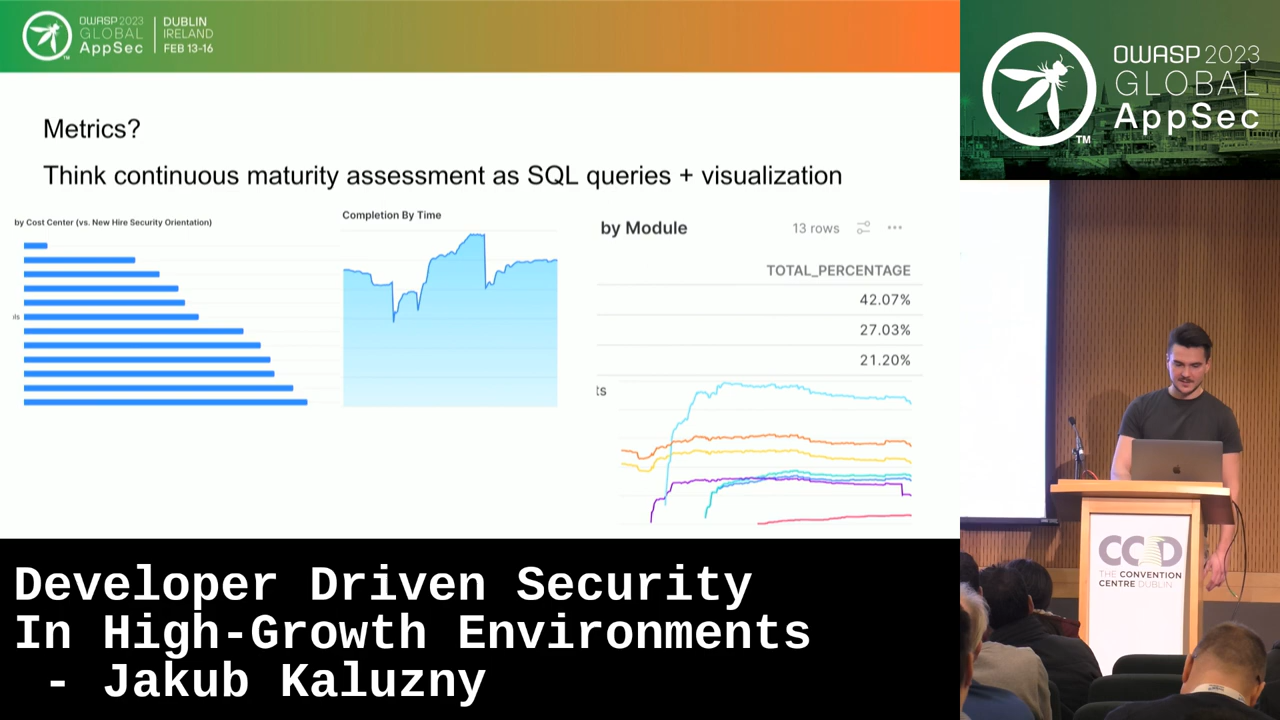 OWASP 2023
GLOBAL
AppSec
TM
DUBLIN
IRELAND
FEB 13-16
Metrics?
Think continuous maturity assessment as SQL queries + visualization
by Cost Center (vs. New Hire Security Orientation)
Completion By Time
by Module
13 rows
TOTAL_PERCENTAGE
42.07%
27.03%
21.20%
ts
OWASP 2023
GLOBAL
AppSec
TM
THE CONVENTION
CENTRE DUBLIN
Developer Driven Security
In High-Growth Environments
- Jakub Kaluzny